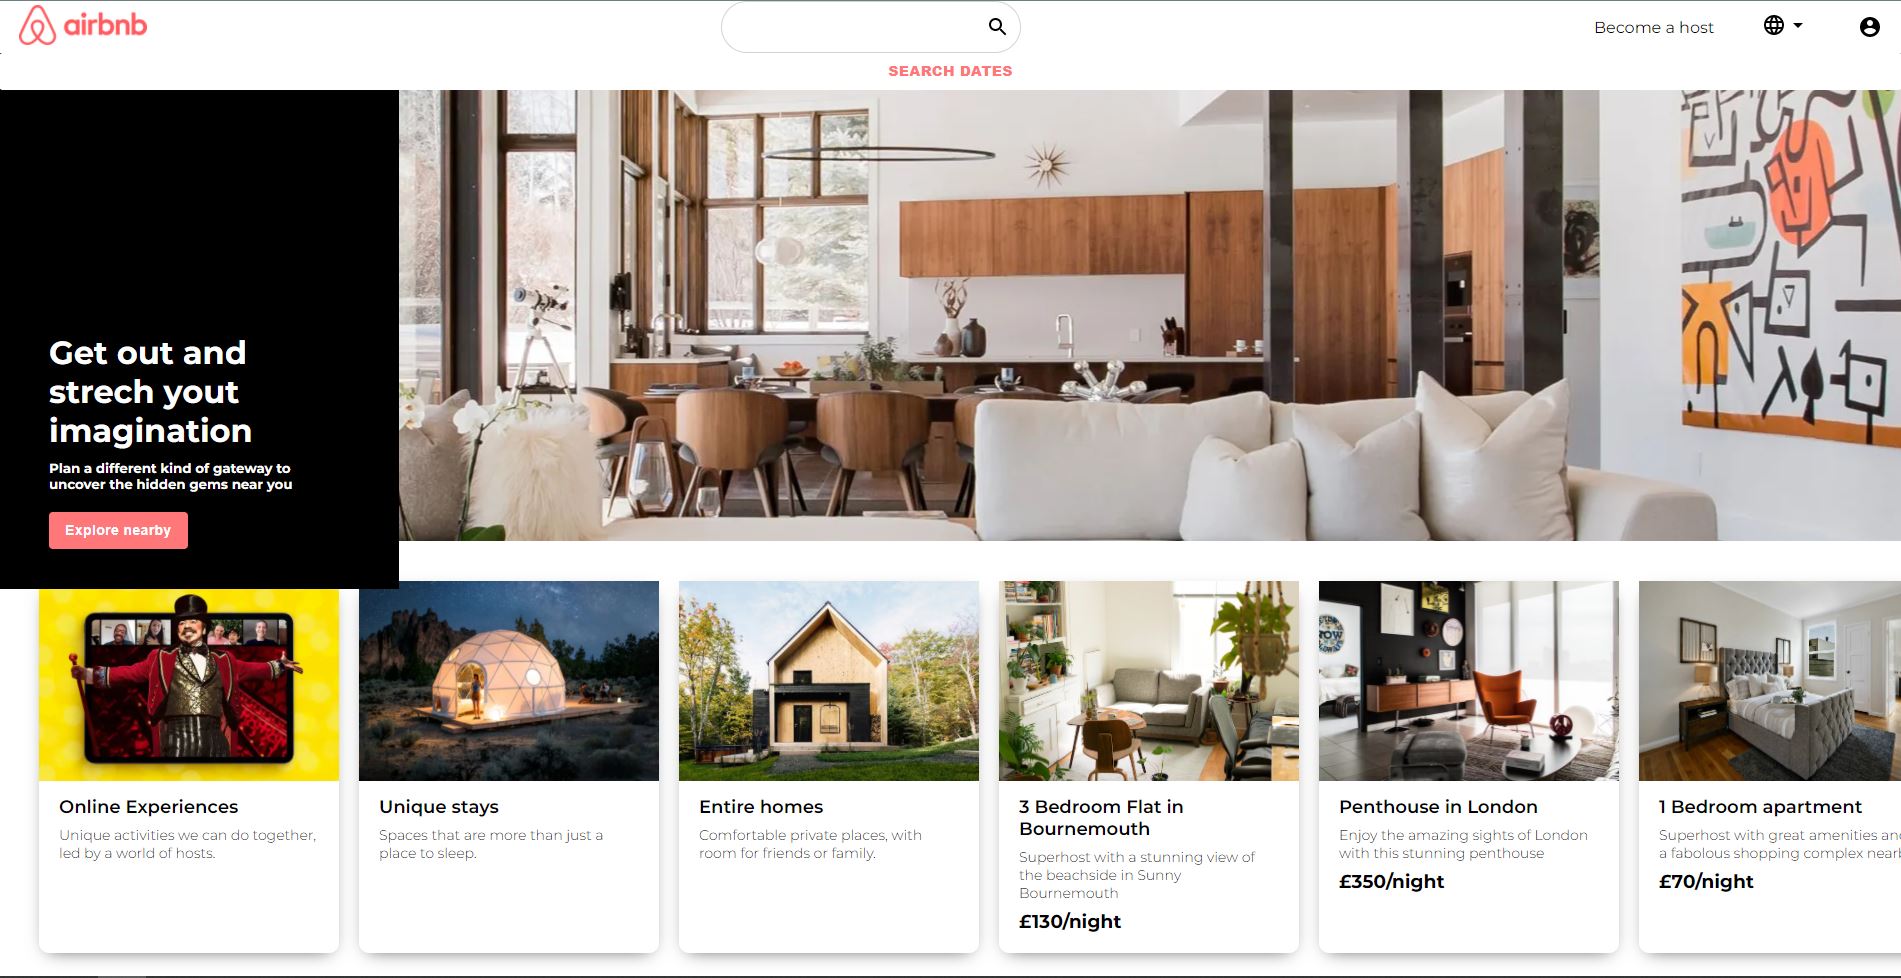 airbnb
Become a host
SEARCH DATES
Get out and
strech yout
imagination
Plan a different kind of gateway to
uncover the hidden gems near you
Explore nearby
Online Experiences
Unique activities we can do together,
led by a world of hosts.
Unique stays
Spaces that are more than just a
place to sleep.
Entire homes
Comfortable private places, with
room for friends or family.
3 Bedroom Flat in
Bournemouth
Superhost with a stunning view of
the beachside in Sunny
Bournemouth
£130/night
Penthouse in London
Enjoy the amazing sights of London
with this stunning penthouse
£350/night
1 Bedroom apartment
Superhost with great amenities and
a fabolous shopping complex
£70/night